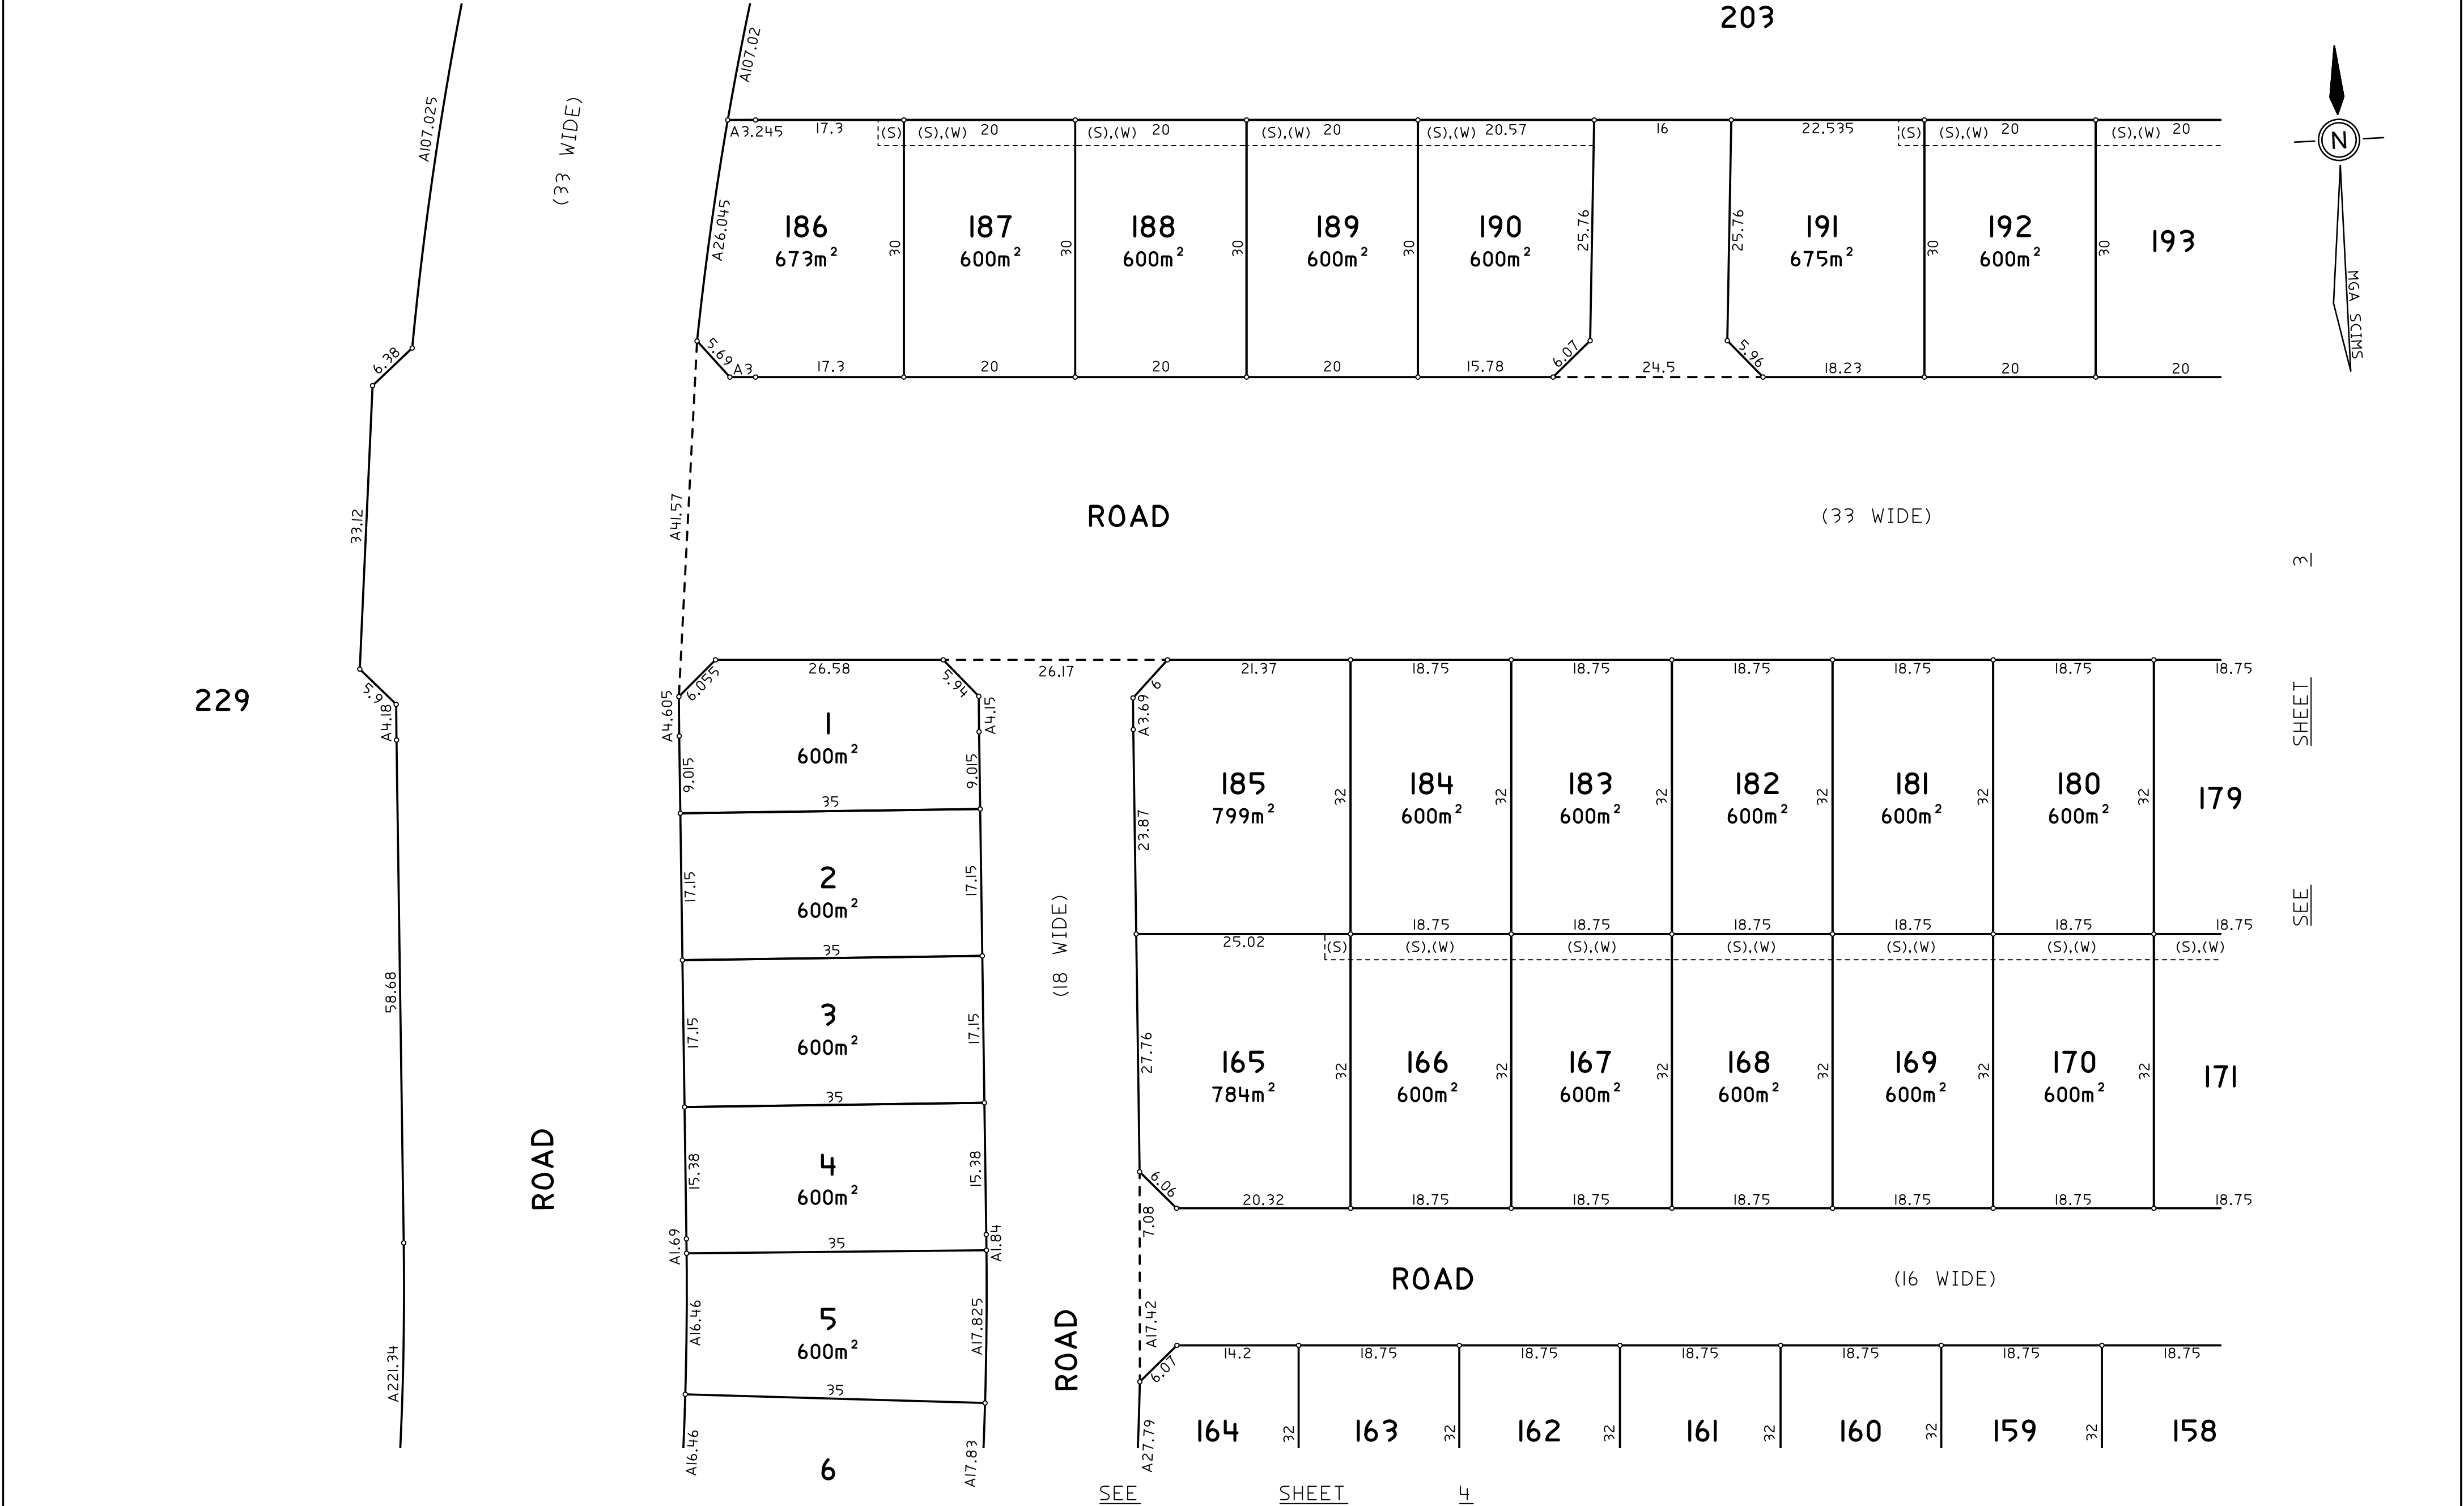 203
A107.02
A107.025
(33 WIDE)
A3.245 17.3 (S) (S),(W) 20 (S),(W) 20 (S),(W) 20 (S),(W) 20.57 16 22.535 (S) (S),(W) 20 (S),(W) 20
N
MGA SCIMS
A26.045
186
673m²
30
187
600m²
30
188
600m²
30
189
600m²
30
190
600m²
25.76
25.76
191
675m²
30
192
600m²
30
193
6.38
5.69
A3 17.3 20 20 20 15.78 6.07 24.5 5.96 18.23 20 20
33.12
A41.57
ROAD
(33 WIDE)
3
SHEET
SEE
229
5.9
A4.18
58.68
A221.34
ROAD
6.055 26.58 5.94 26.17 6 21.37 18.75 18.75 18.75 18.75 18.75 18.75
A4.605
A4.15
A3.69
1
600m²
9.015
9.015
35
2
600m²
17.15
17.15
35
3
600m²
17.15
17.15
35
4
600m²
15.38
15.38
A1.69
A1.84
35
5
600m²
A16.46
A17.825
35
A16.46
A17.83
6
(18 WIDE)
ROAD
23.87
185
799m²
32
184
600m²
32
183
600m²
32
182
600m²
32
181
600m²
32
180
600m²
32
179
18.75 18.75 18.75 18.75 18.75 18.75
25.02 (S) (S),(W) (S),(W) (S),(W) (S),(W) (S),(W) (S),(W)
27.76
165
784m²
32
166
600m²
32
167
600m²
32
168
600m²
32
169
600m²
32
170
600m²
32
171
6.06
20.32 18.75 18.75 18.75 18.75 18.75 18.75
7.08
A17.42
ROAD
(16 WIDE)
6.07 14.2 18.75 18.75 18.75 18.75 18.75 18.75
A27.79
164
32
163
32
162
32
161
32
160
32
159
32
158
SEE SHEET 4